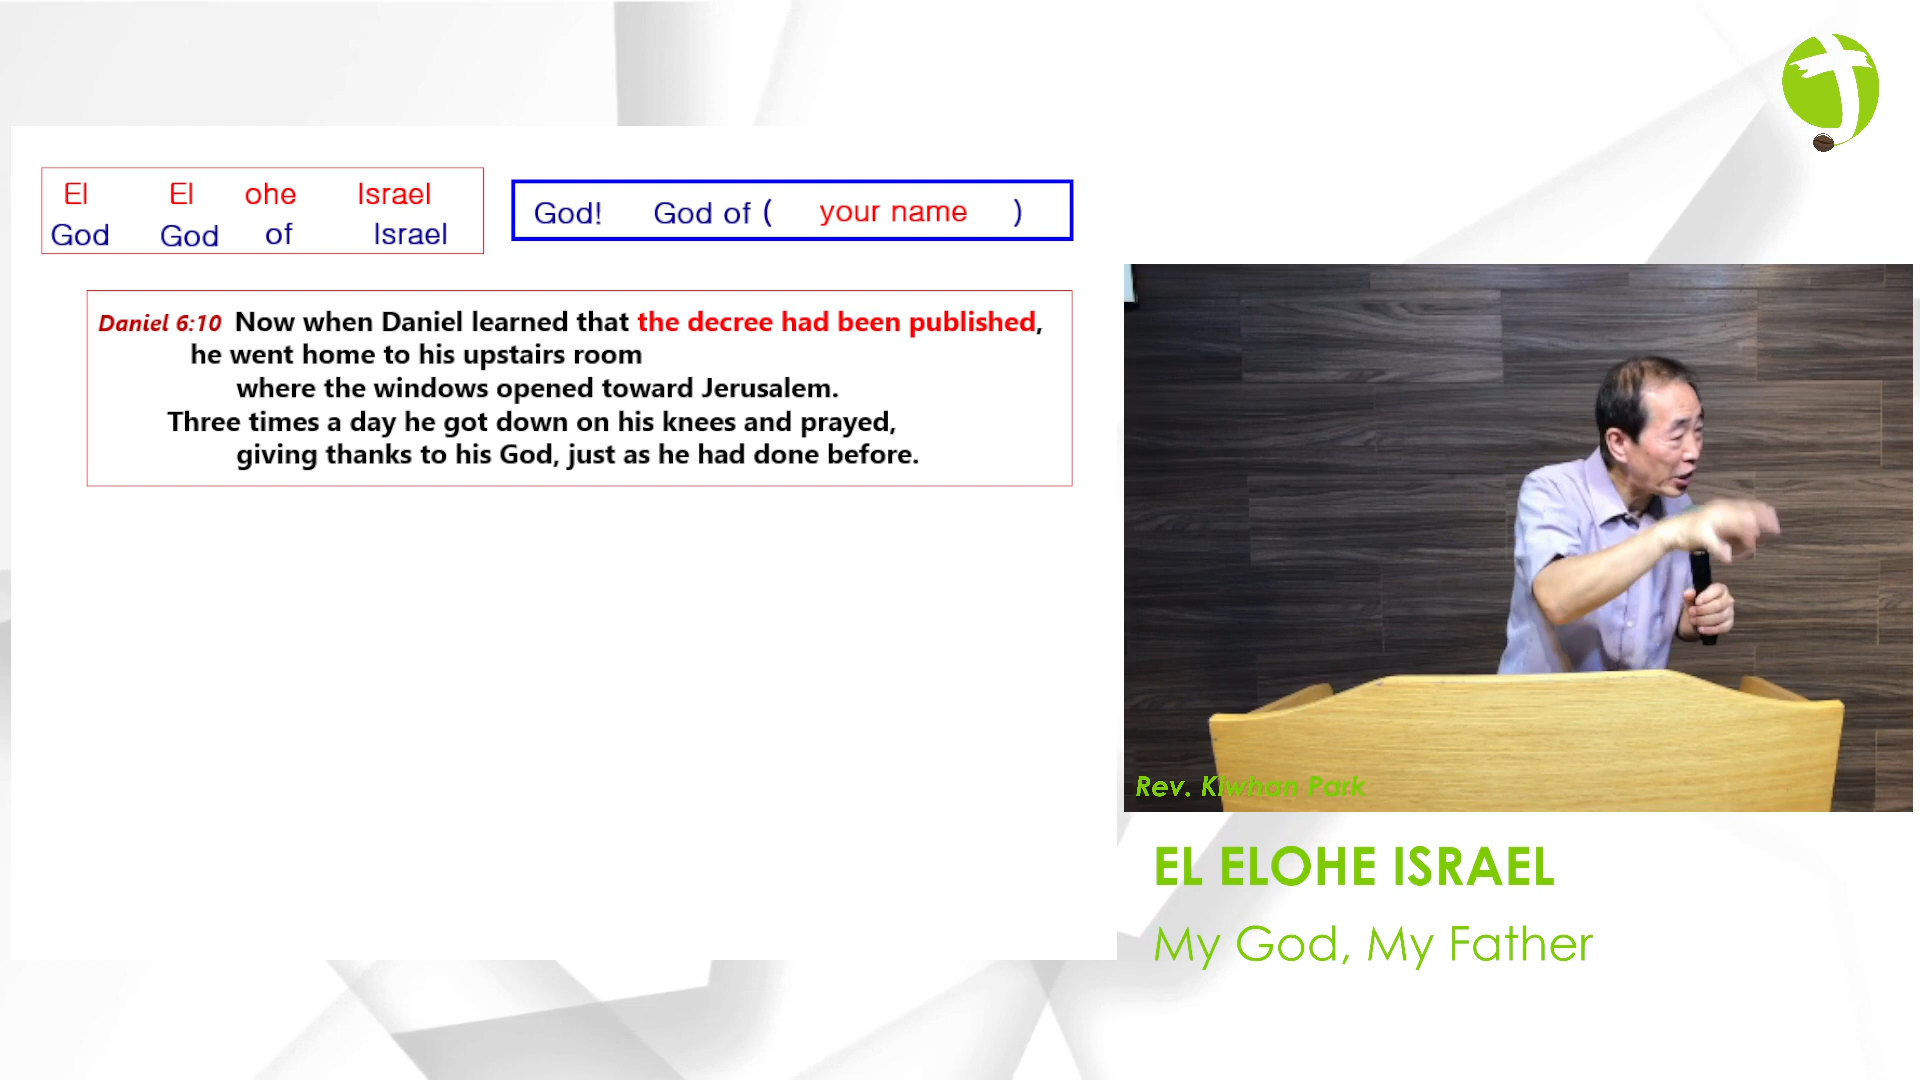 El El ohe Israel
God God of Israel
God! God of ( your name )
Daniel 6:10 Now when Daniel learned that the decree had been published,
he went home to his upstairs room
where the windows opened toward Jerusalem.
Three times a day he got down on his knees and prayed,
giving thanks to his God, just as he had done before.
Rev. Kiwhan Park
EL ELOHE ISRAEL
My God, My Father